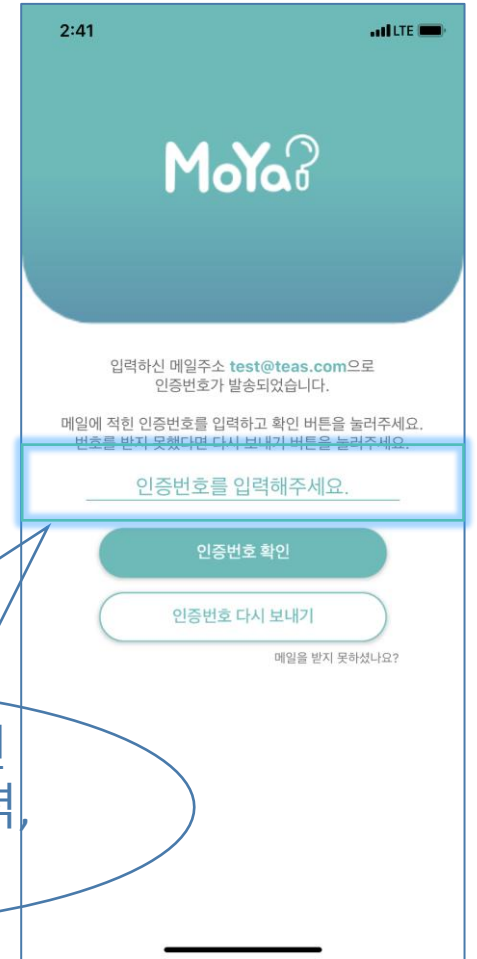 2:41
LTE
MoYa?
입력하신 메일주소 test@teas.com으로
인증번호가 발송되었습니다.
메일에 적힌 인증번호를 입력하고 확인 버튼을 눌러주세요.
번호를 받지 못했다면 다시 보내기 버튼을 눌러주세요.
인증번호를 입력해주세요.
인증번호 확인
인증번호 다시 보내기
메일을 받지 못하셨나요?